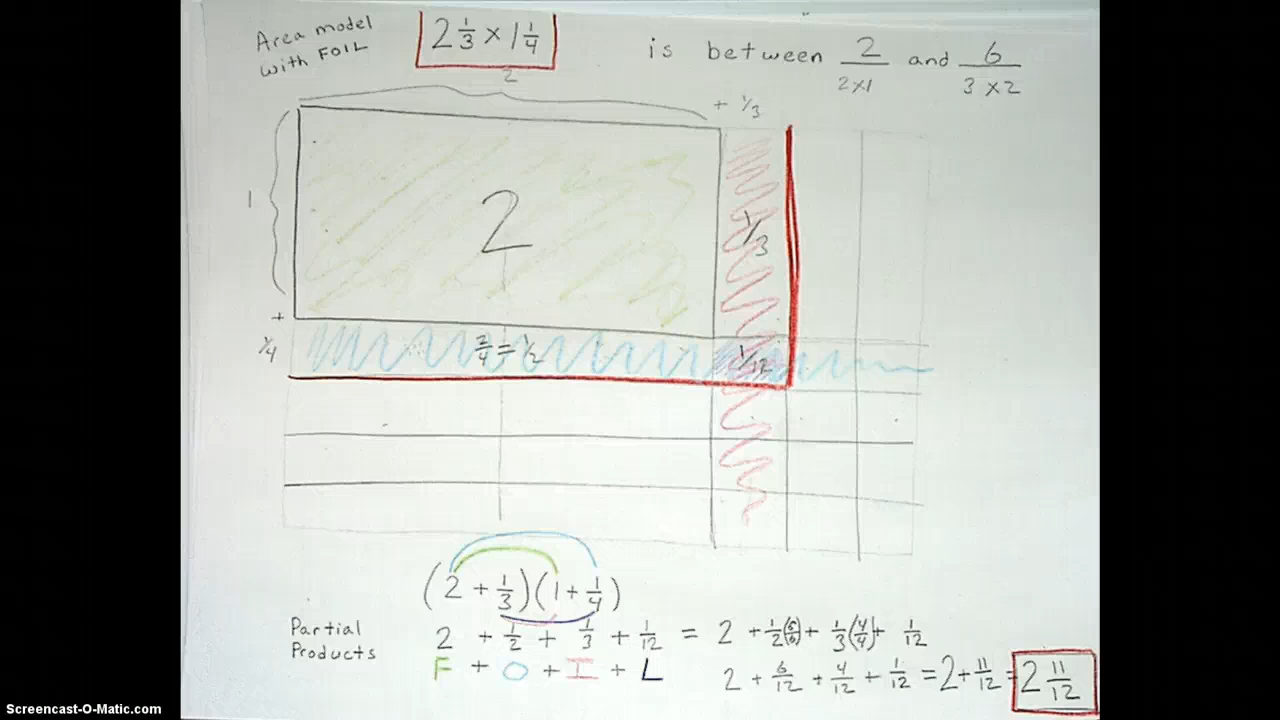 Area model
with FOIL
2 1/3 × 1 1/4
is between 2 and 6
2×1
3×2
2
+ 1/3
1
2
1/3
+
1/4
2/4 = 1/2
1/12
(2 + 1/3)(1 + 1/4)
Partial
Products
2 + 1/2 + 1/3 + 1/12 = 2 + 1/2(6/6) + 1/3(4/4) + 1/12
F + O + I + L
2 + 6/12 + 4/12 + 1/12 = 2 + 11/12 = 2 11/12
Screencast-O-Matic.com